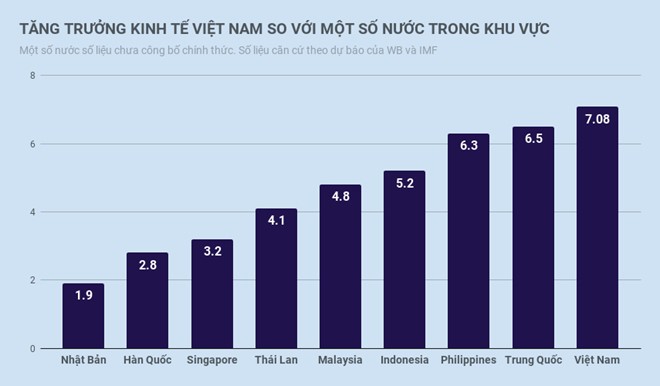 TĂNG TRƯỞNG KINH TẾ VIỆT NAM SO VỚI MỘT SỐ NƯỚC TRONG KHU VỰC
Một số nước số liệu chưa công bố chính thức. Số liệu căn cứ theo dự báo của WB và IMF
8
6
4
2
0
1.9
2.8
3.2
4.1
4.8
5.2
6.3
6.5
7.08
Nhật Bản
Hàn Quốc
Singapore
Thái Lan
Malaysia
Indonesia
Philippines
Trung Quốc
Việt Nam